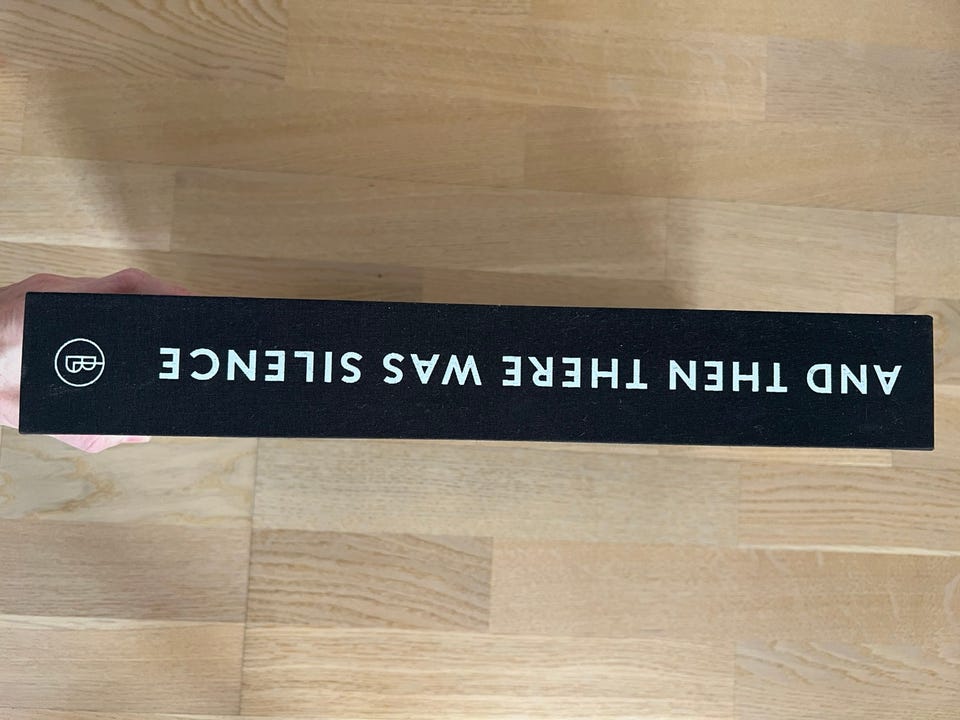 AND THEN THERE WAS SILENCE